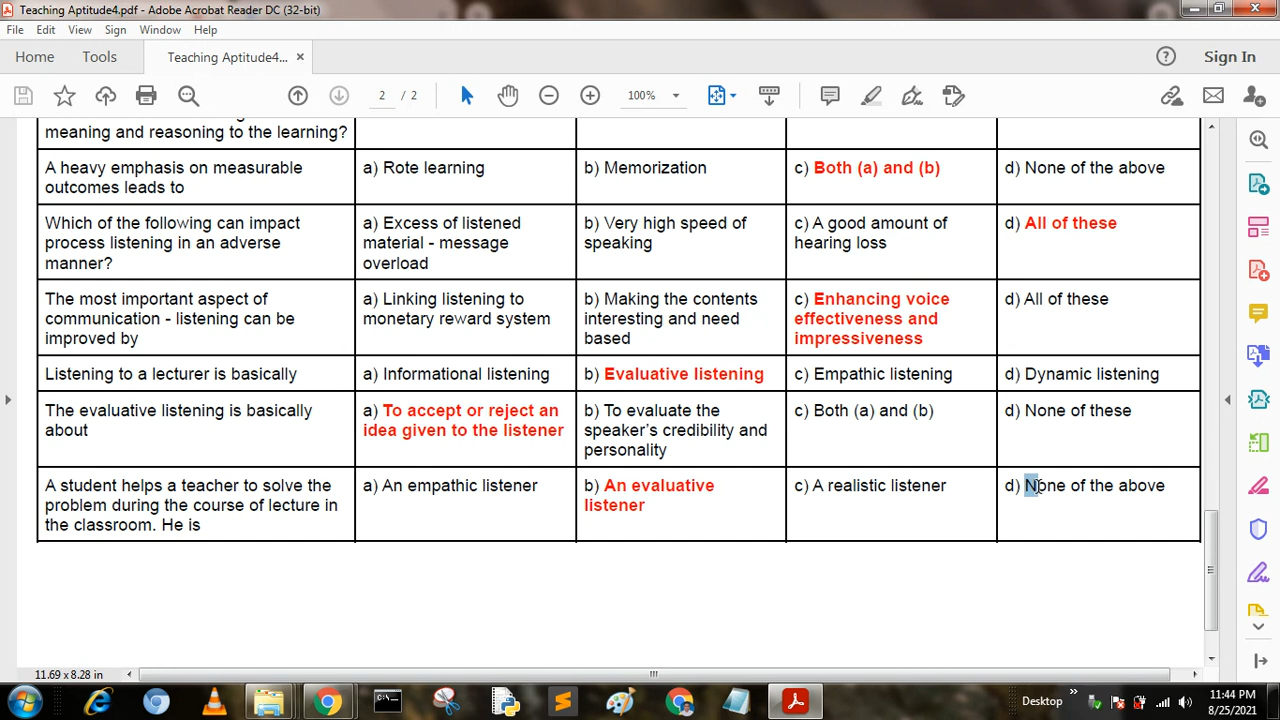 Teaching Aptitude4.pdf - Adobe Acrobat Reader DC (32-bit)
File Edit View Sign Window Help
Home Tools Teaching Aptitude4... × ? Sign In
2 / 2 100%
meaning and reasoning to the learning?
A heavy emphasis on measurable outcomes leads to
a) Rote learning
b) Memorization
c) Both (a) and (b)
d) None of the above
Which of the following can impact
process listening in an adverse
manner?
a) Excess of listened
material - message
overload
b) Very high speed of
speaking
c) A good amount of
hearing loss
d) All of these
The most important aspect of
communication - listening can be
improved by
a) Linking listening to
monetary reward system
b) Making the contents
interesting and need
based
c) Enhancing voice
effectiveness and
impressiveness
d) All of these
Listening to a lecturer is basically
a) Informational listening
b) Evaluative listening
c) Empathic listening
d) Dynamic listening
The evaluative listening is basically
about
a) To accept or reject an
idea given to the listener
b) To evaluate the
speaker's credibility and
personality
c) Both (a) and (b)
d) None of these
A student helps a teacher to solve the
problem during the course of lecture in
the classroom. He is
a) An empathic listener
b) An evaluative
listener
c) A realistic listener
d) None of the above
11.69 x 8.28 in
Desktop
11:44 PM
8/25/2021